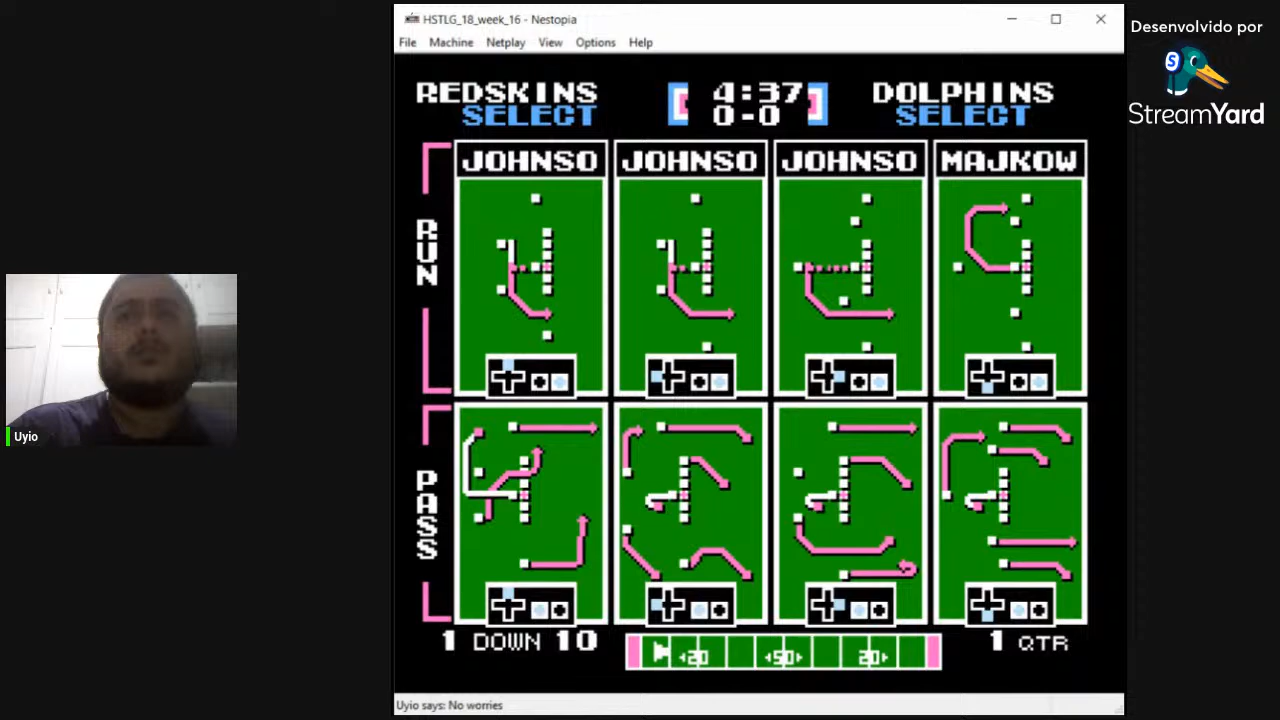 HSTLG_18_week_16 - Nestopia
Desenvolvido por
StreamYard
File Machine Netplay View Options Help
REDSKINS 4:37 DOLPHINS
SELECT 0-0 SELECT
JOHNSO JOHNSO JOHNSO MAJKOW
RUN
PASS
1 DOWN 10 20 50 20 1 QTR
Uyio
Uyio says: No worries